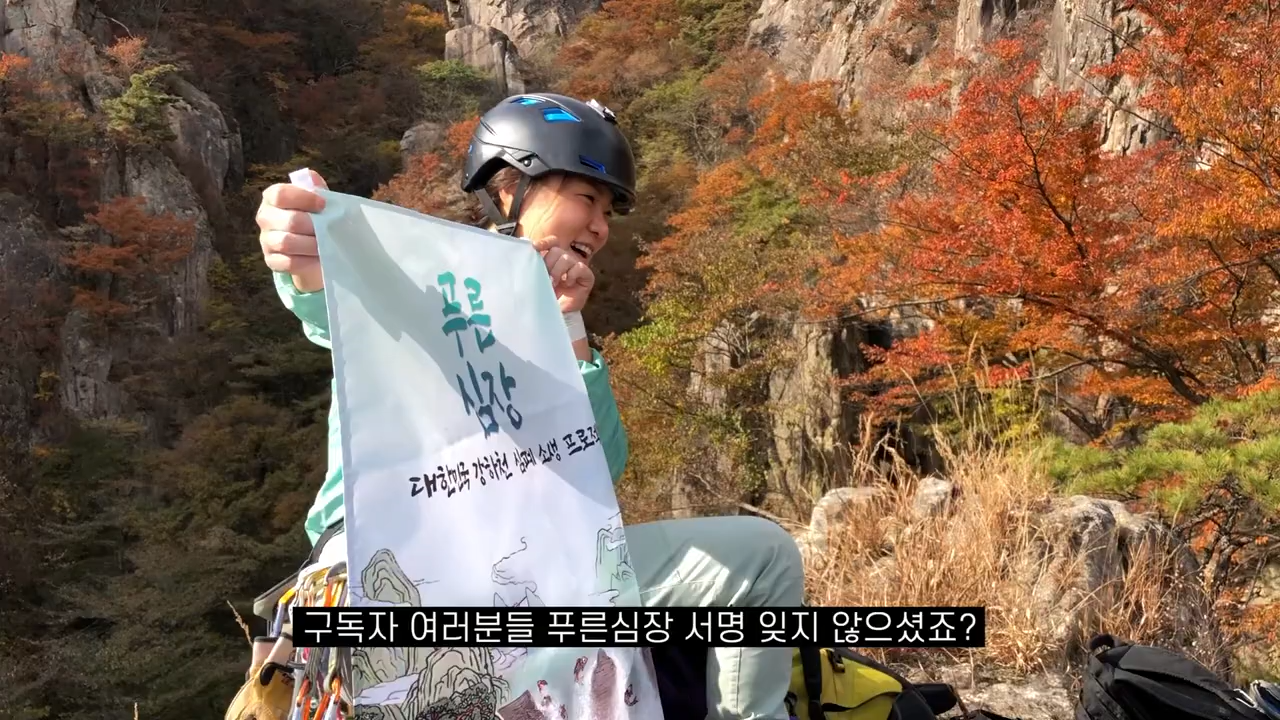 푸른
심장
대한민국 강하천 심폐 소생 프로젝
구독자 여러분들 푸른심장 서명 잊지 않으셨죠?